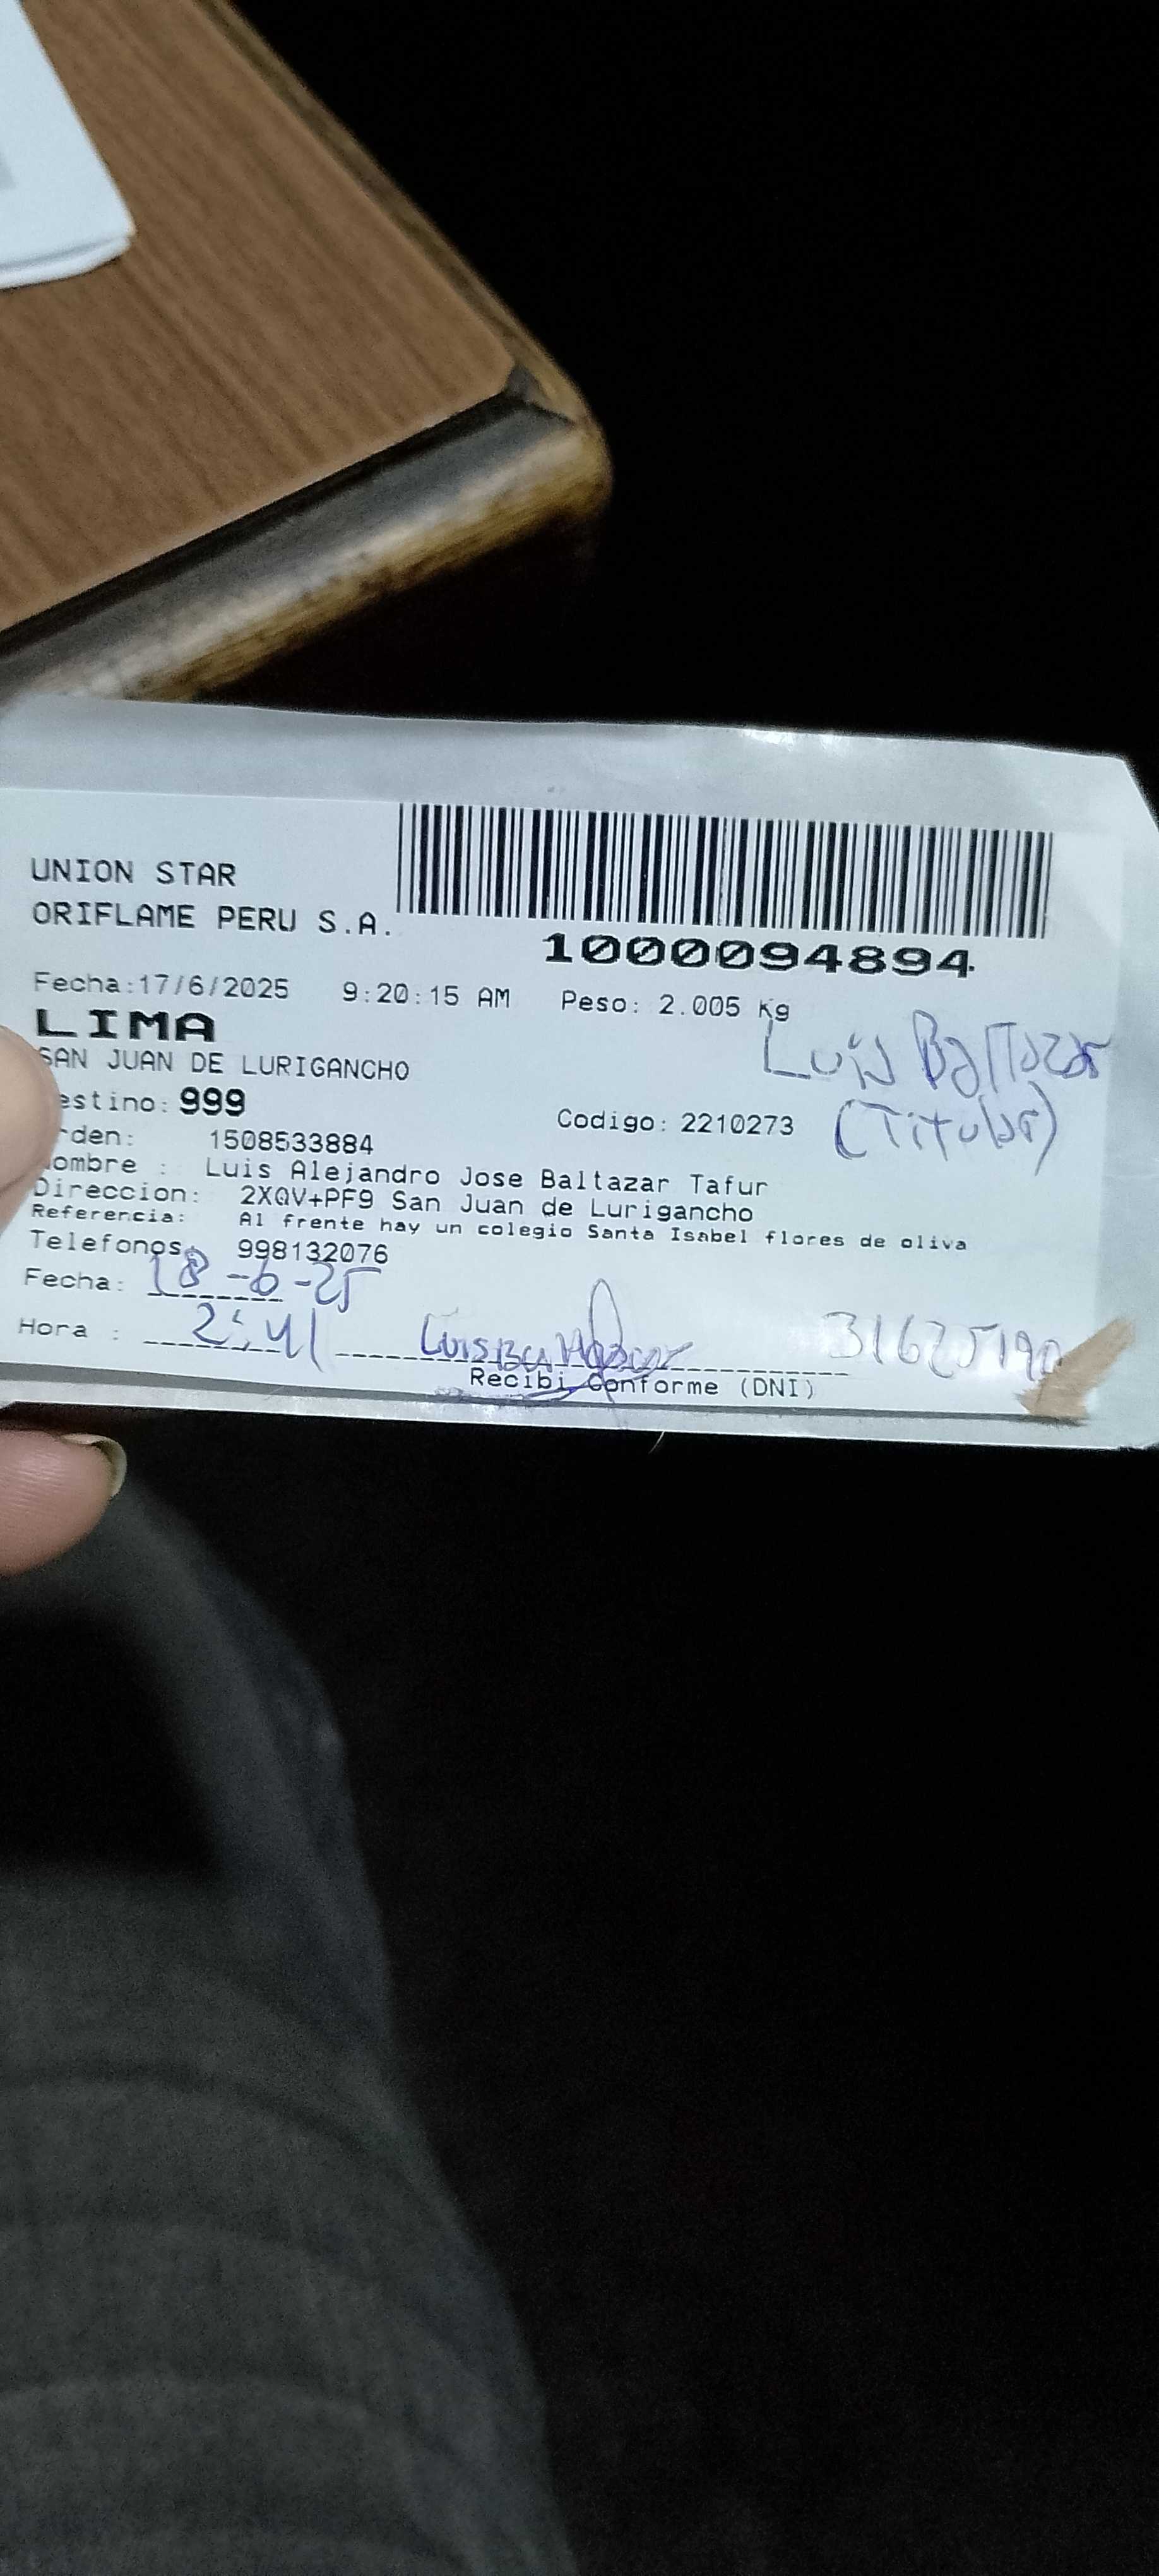 UNION STAR
ORIFLAME PERU S.A.
1000094894
Fecha:17/6/2025 9:20:15 AM Peso: 2.005 Kg
LIMA
Luis Baltazar
SAN JUAN DE LURIGANCHO
(Titular)
estino: 999 Codigo: 2210273
rden: 1508533884
ombre : Luis Alejandro Jose Baltazar Tafur
Direccion: 2XQV+PF9 San Juan de Lurigancho
Referencia: Al frente hay un colegio Santa Isabel flores de oliva
Telefonos 998132076
Fecha: 18-6-25
Hora : 2:41
Recibi Conforme (DNI)